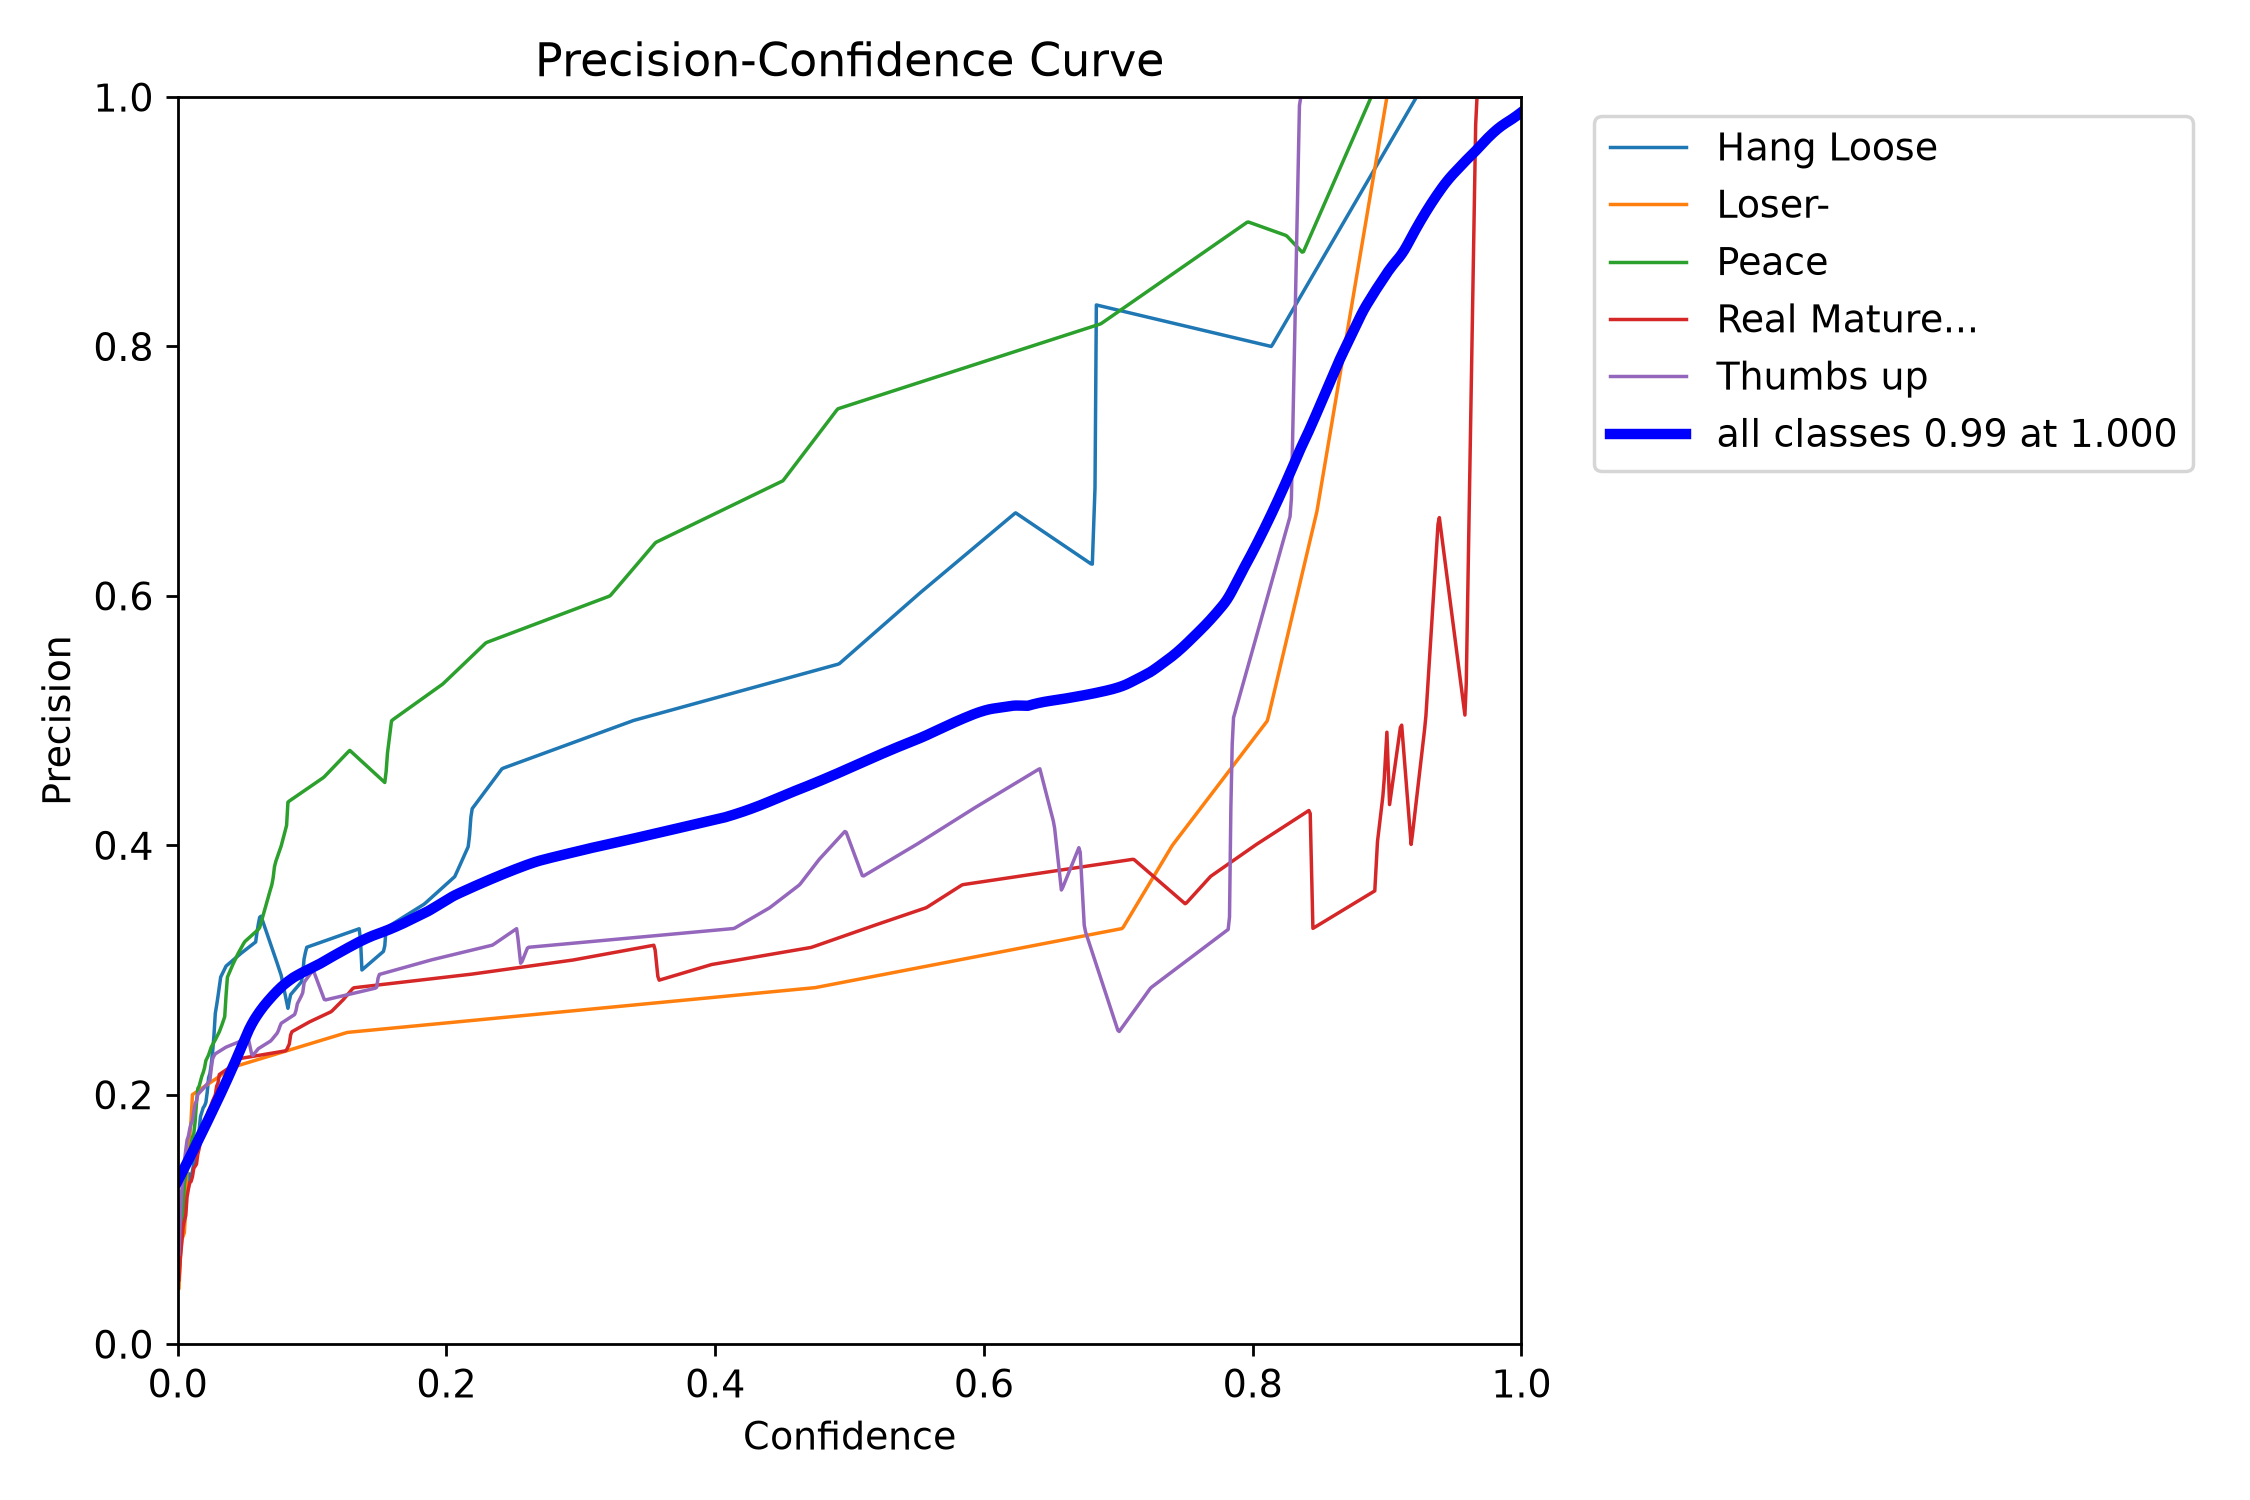 Precision-Confidence Curve
1.0
0.8
0.6
0.4
0.2
0.0
Precision
0.0 0.2 0.4 0.6 0.8 1.0
Confidence
Hang Loose
Loser-
Peace
Real Mature...
Thumbs up
all classes 0.99 at 1.000